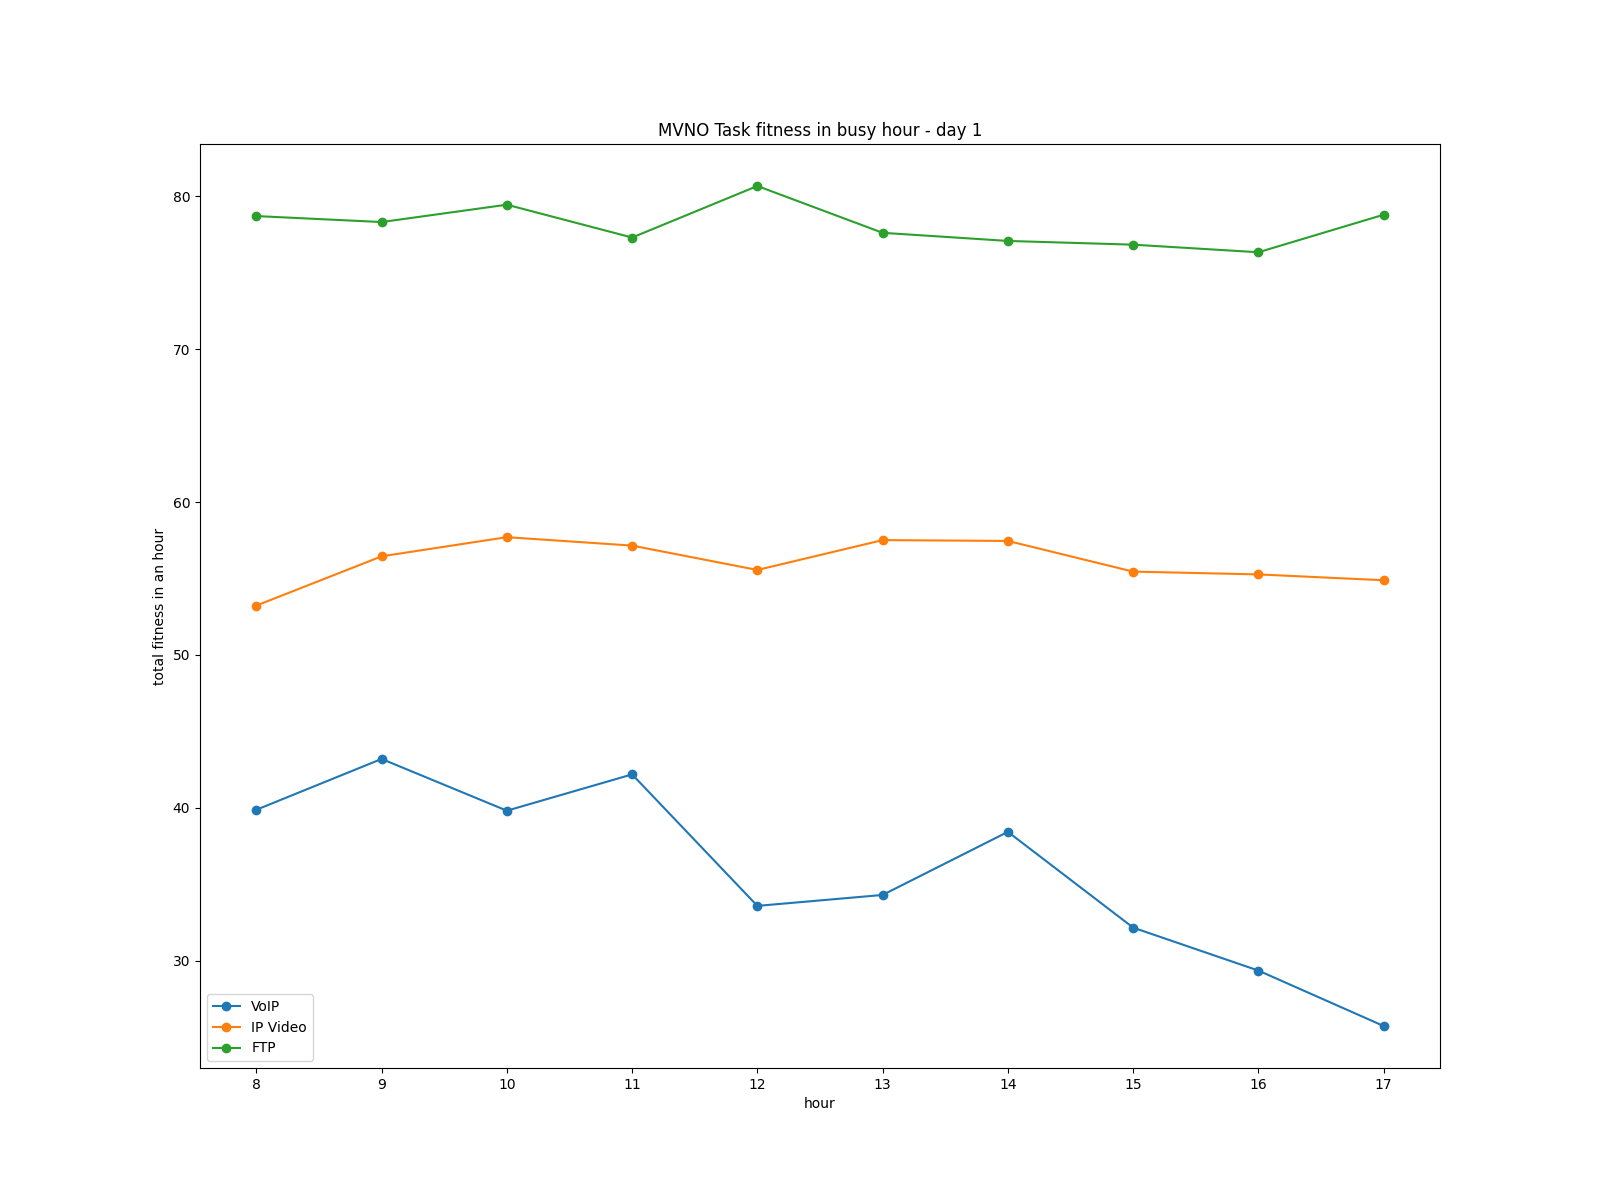 MVNO Task fitness in busy hour - day 1
80
70
60
50
40
30
total fitness in an hour
VoIP
IP Video
FTP
8 9 10 11 12 13 14 15 16 17
hour